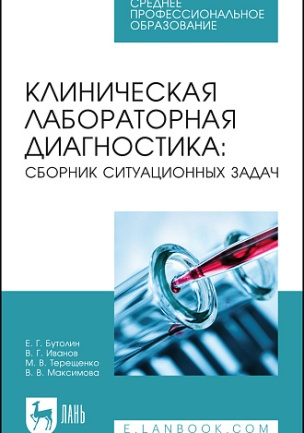 СРЕДНЕЕ
ПРОФЕССИОНАЛЬНОЕ
ОБРАЗОВАНИЕ
КЛИНИЧЕСКАЯ
ЛАБОРАТОРНАЯ
ДИАГНОСТИКА:
СБОРНИК СИТУАЦИОННЫХ ЗАДАЧ
Е. Г. Бутолин
В. Г. Иванов
М. В. Терещенко
В. В. Максимова
ЛАНЬ
E.LANBOOK.COM